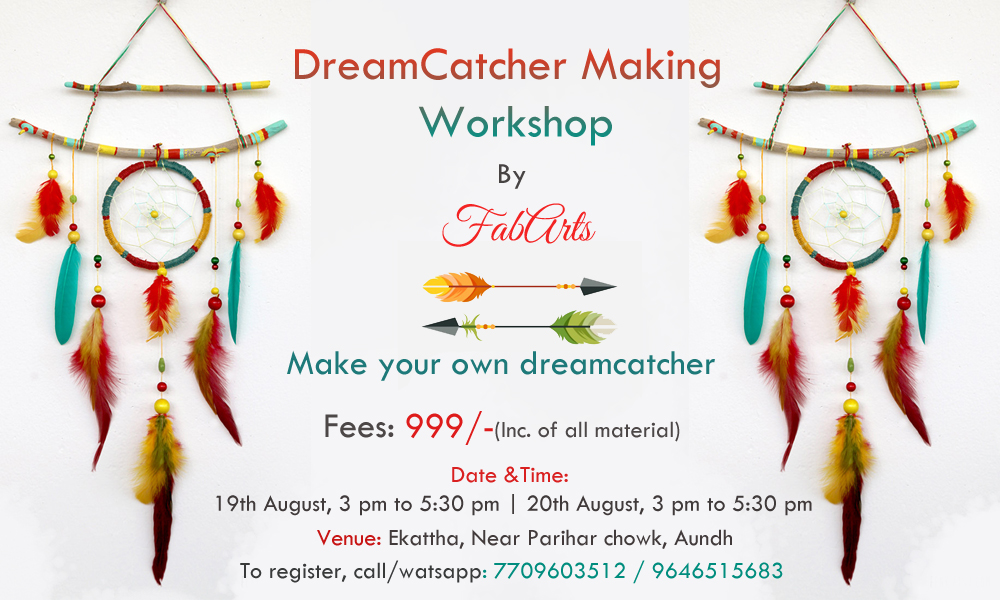 DreamCatcher Making
Workshop
By
FabArts
Make your own dreamcatcher
Fees: 999/-(Inc. of all material)
Date &Time:
19th August, 3 pm to 5:30 pm | 20th August, 3 pm to 5:30 pm
Venue: Ekattha, Near Parihar chowk, Aundh
To register, call/watsapp: 7709603512 / 9646515683